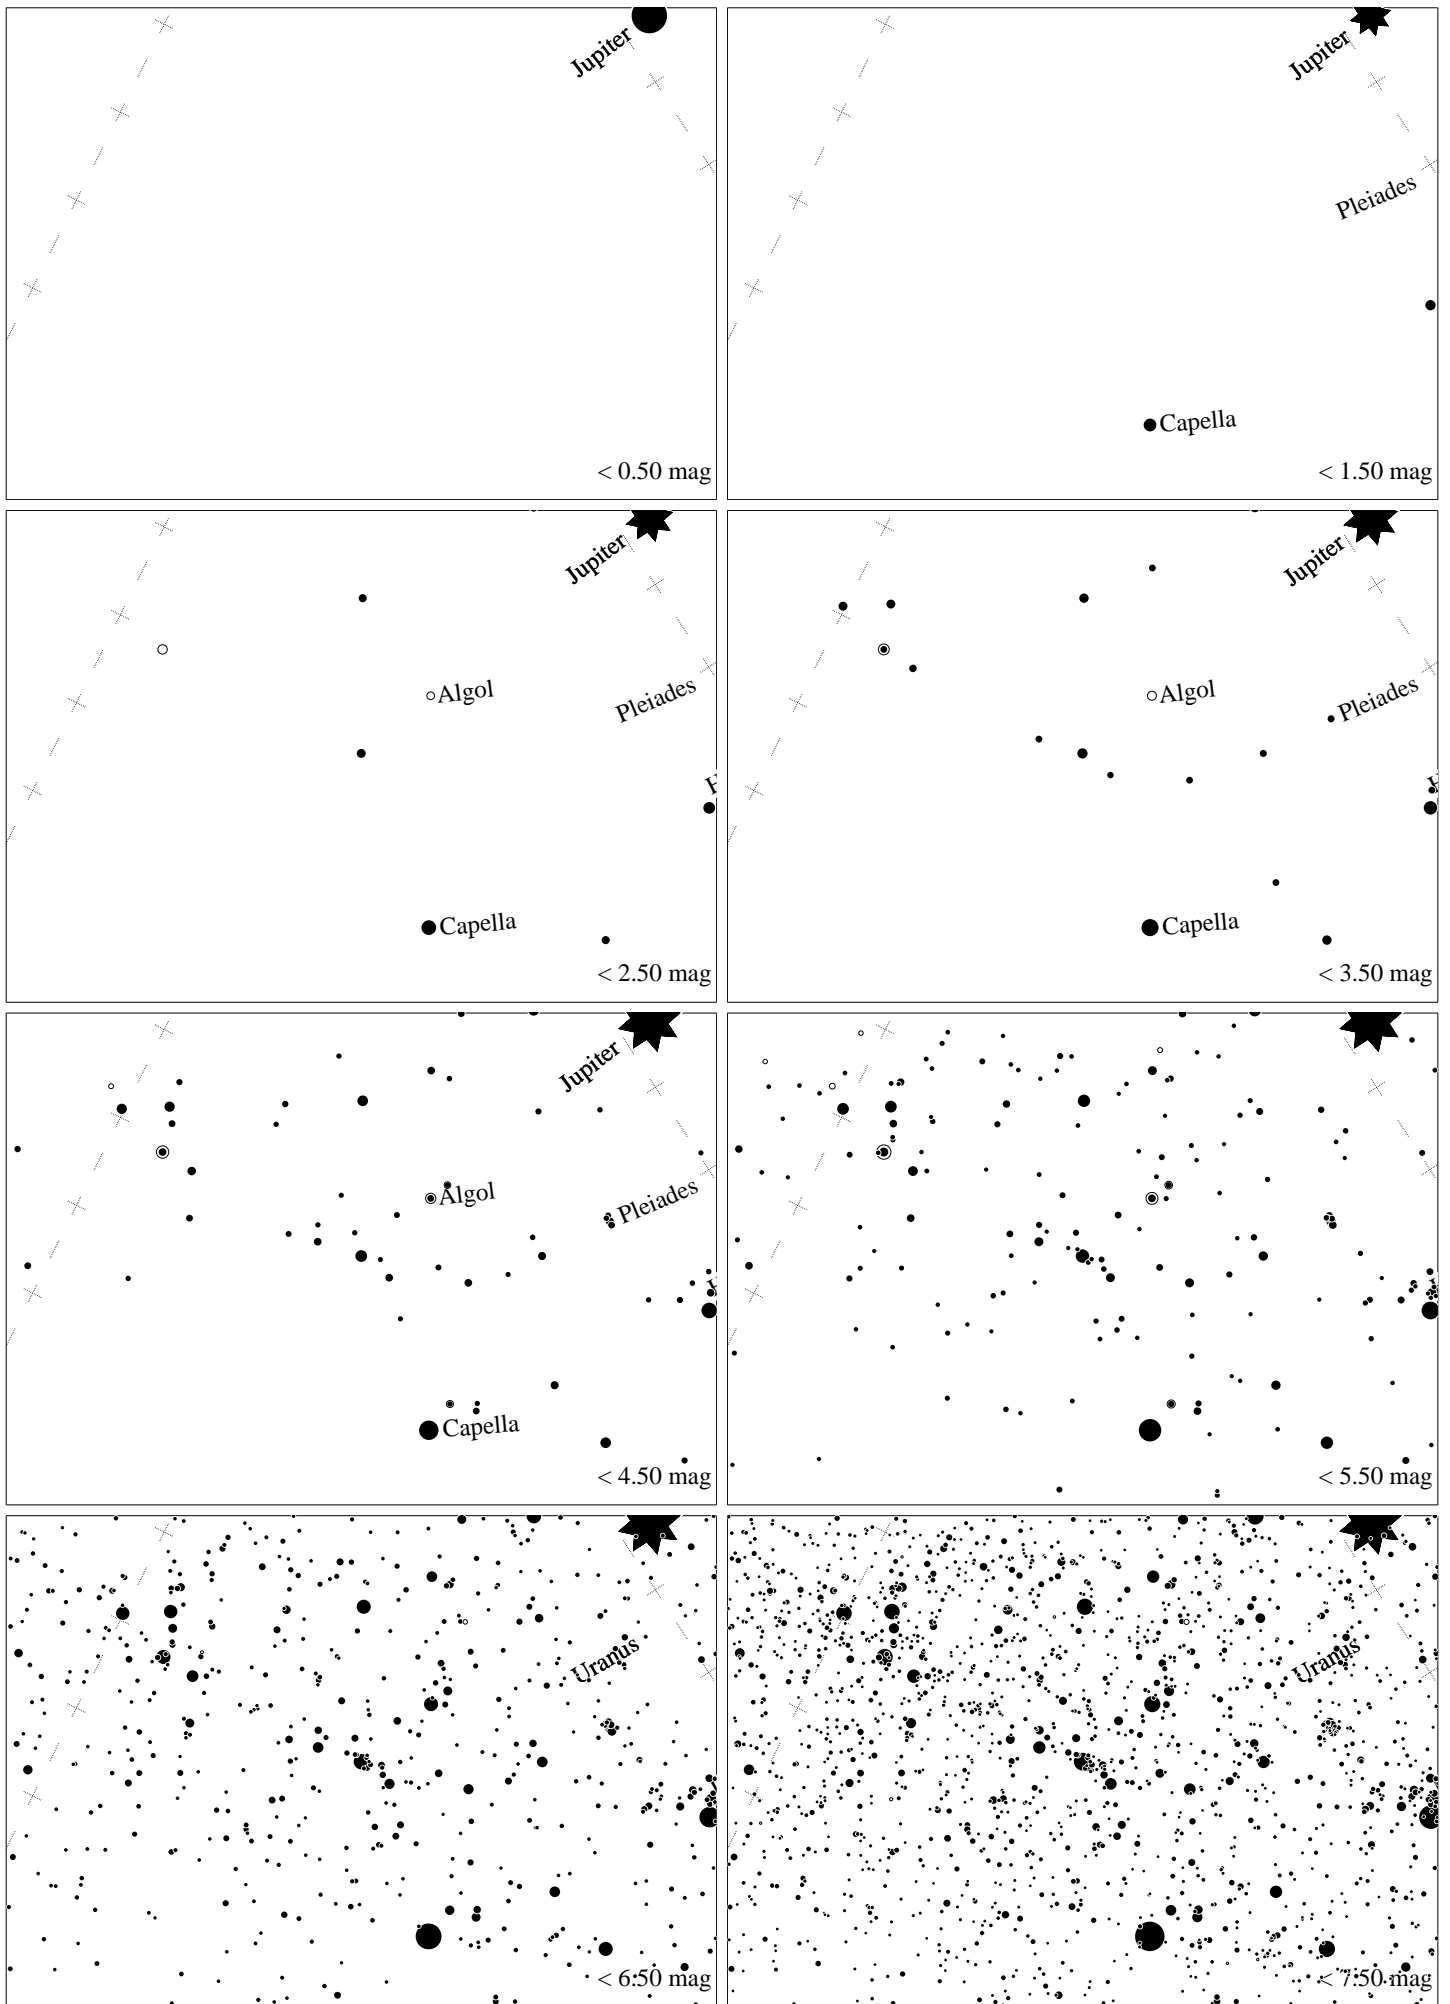 Jupiter
< 0.50 mag
Jupiter
Pleiades
Capella
< 1.50 mag
Jupiter
Algol
Pleiades
H
Capella
< 2.50 mag
Jupiter
Algol
Pleiades
Capella
< 3.50 mag
Jupiter
Algol
Pleiades
Capella
< 4.50 mag
< 5.50 mag
Uranus
< 6.50 mag
Uranus
< 7.50 mag